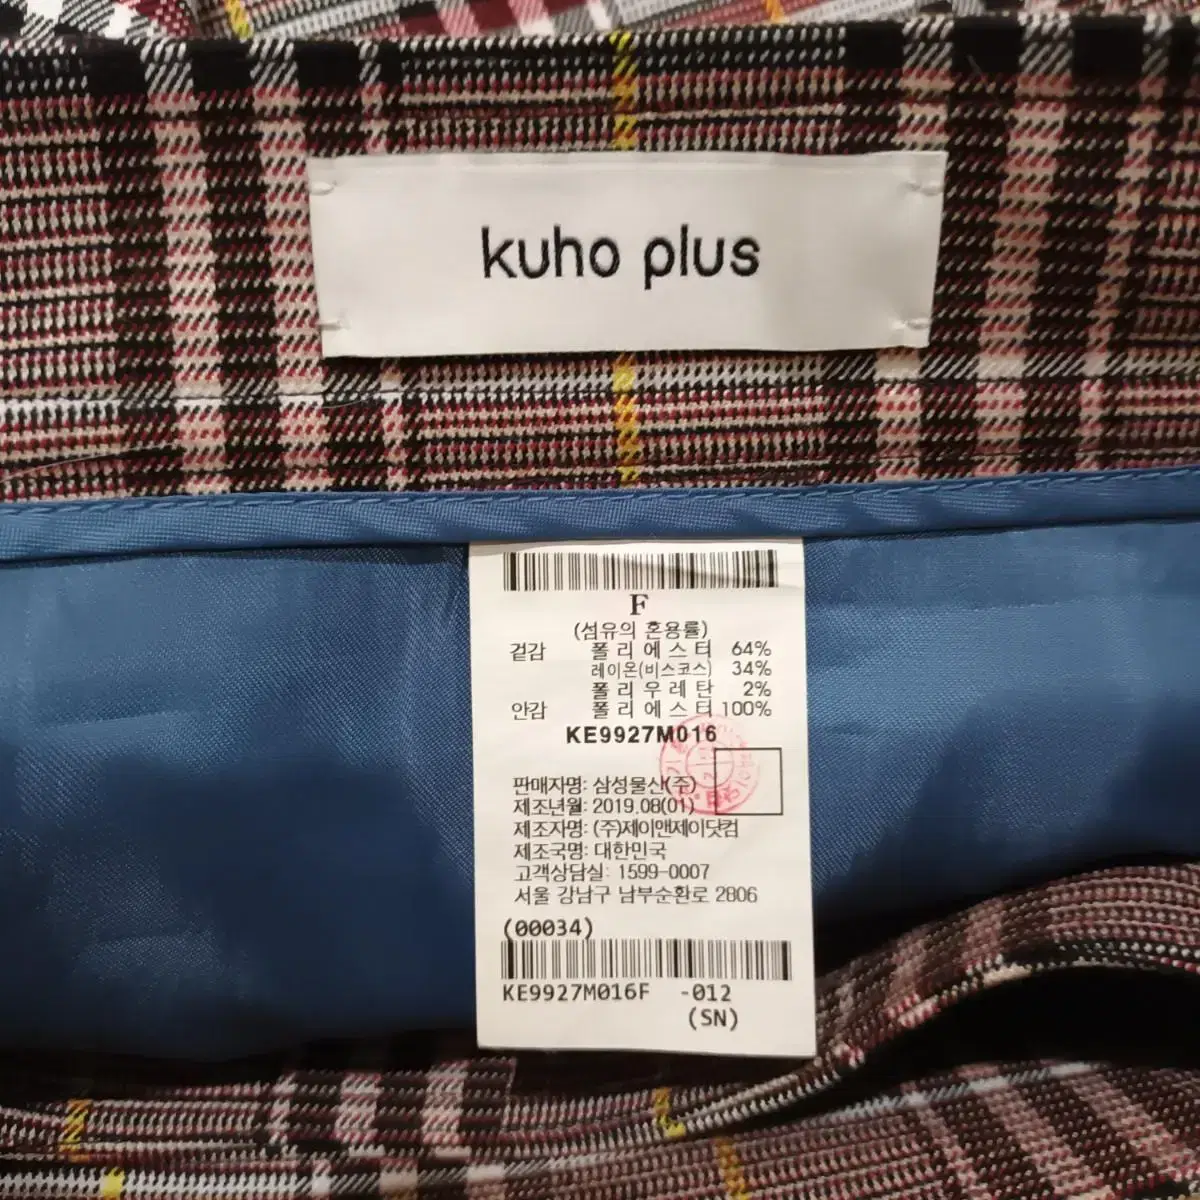 kuho plus
F
(섬유의 혼용률)
겉감 폴리에스터 64%
레이온(비스코스) 34%
폴리우레탄 2%
안감 폴리에스터 100%
KE9927M016
판매자명: 삼성물산(주)
제조년월: 2019.08(01)
제조자명: (주)제이앤제이닷컴
제조국명: 대한민국
고객상담실: 1599-0007
서울 강남구 남부순환로 2806
(00034)
KE9927M016F -012
(SN)